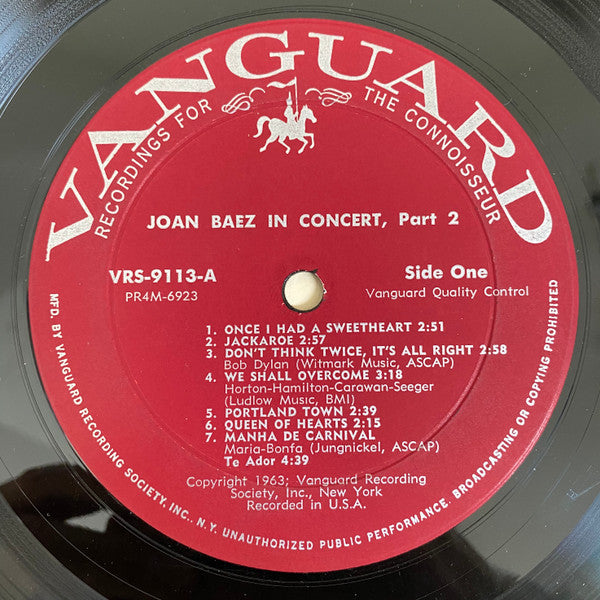 VANGUARD
RECORDINGS FOR THE CONNOISSEUR
JOAN BAEZ IN CONCERT, Part 2
VRS-9113-A
PR4M-6923
Side One
Vanguard Quality Control
1. ONCE I HAD A SWEETHEART 2:51
2. JACKAROE 2:57
3. DON'T THINK TWICE, IT'S ALL RIGHT 2:58
Bob Dylan (Witmark Music, ASCAP)
4. WE SHALL OVERCOME 3:18
Horton-Hamilton-Carawan-Seeger
(Ludlow Music, BMI)
5. PORTLAND TOWN 2:39
6. QUEEN OF HEARTS 2:15
7. MANHA DE CARNIVAL
Maria-Bonfa (Jungnickel, ASCAP)
Te Ador 4:39
Copyright 1963; Vanguard Recording
Society, Inc., New York
Recorded in U.S.A.
MFD. BY VANGUARD RECORDING SOCIETY, INC., N.Y. UNAUTHORIZED PUBLIC PERFORMANCE, BROADCASTING OR COPYING PROHIBITED